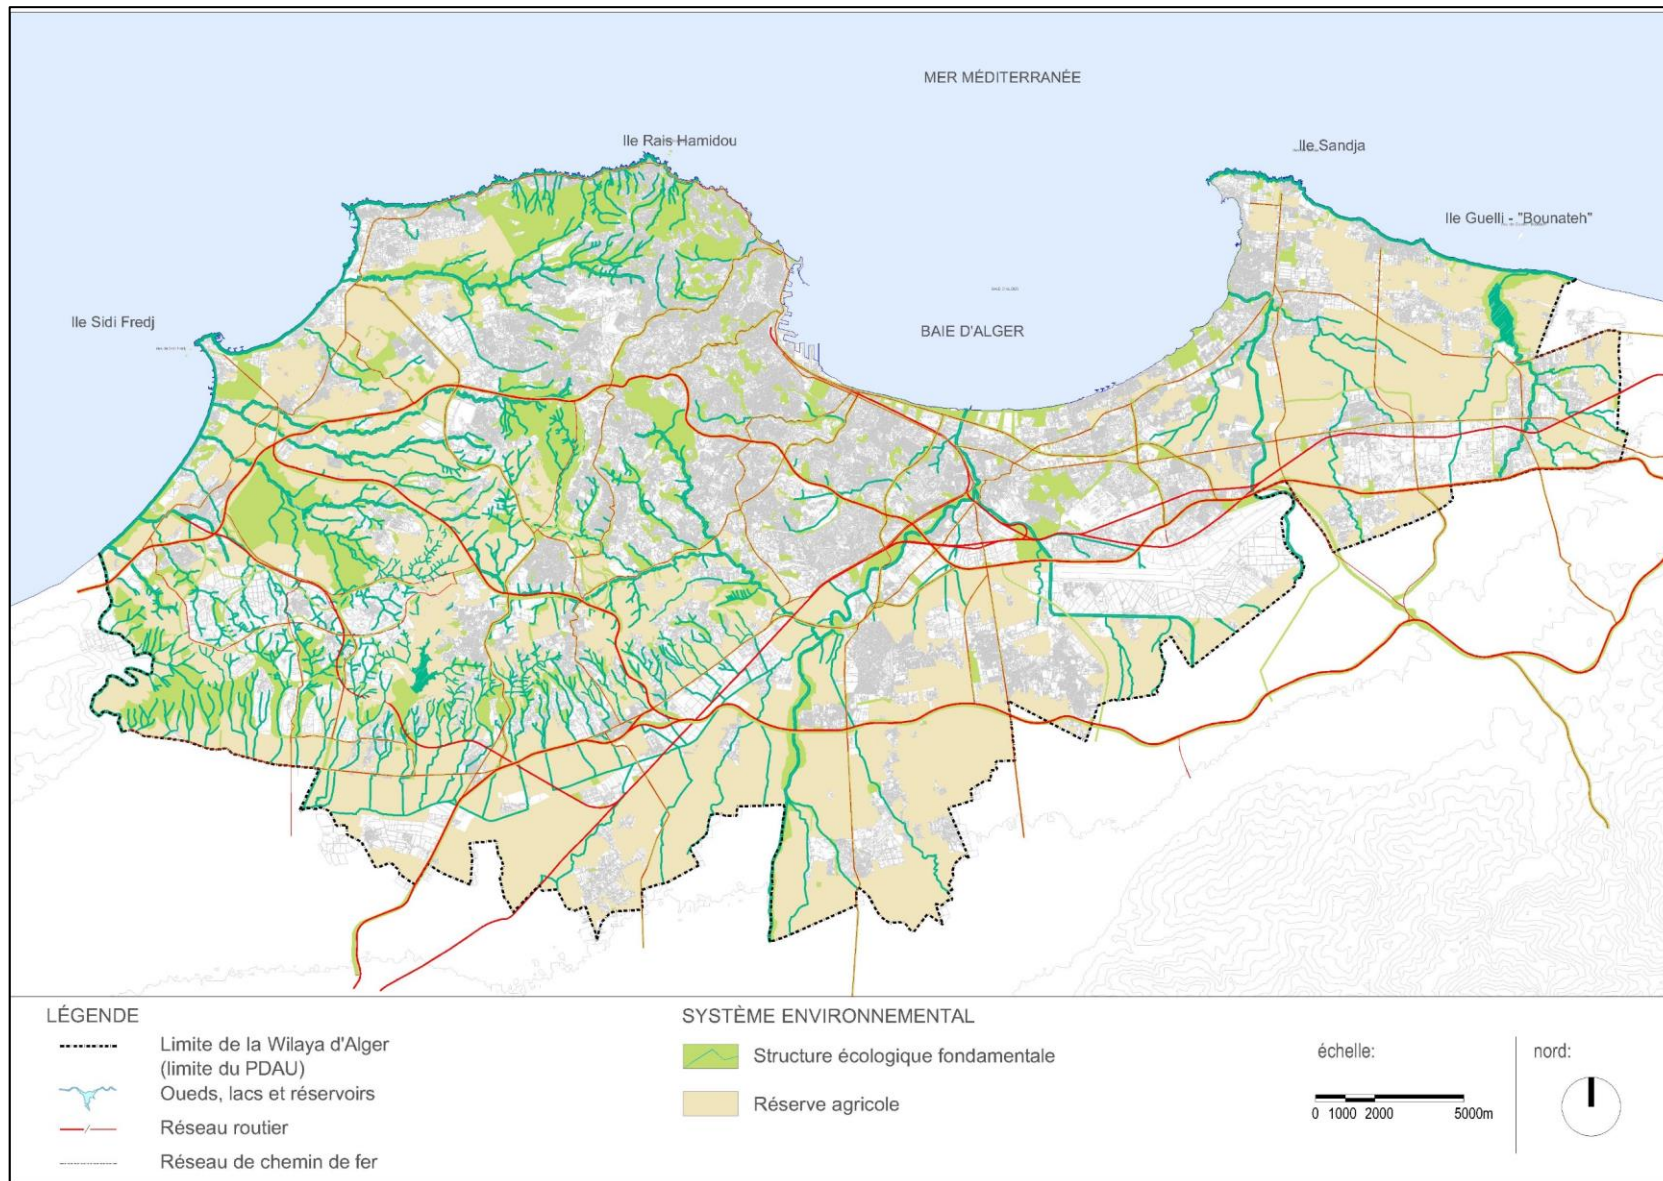 MER MÉDITERRANÉE
Ile Rais Hamidou
Ile Sandja
Ile Guelli - "Bounateh"
Ile Sidi Fredj
BAIE D'ALGER
LÉGENDE
Limite de la Wilaya d'Alger
(limite du PDAU)
Oueds, lacs et réservoirs
Réseau routier
Réseau de chemin de fer
SYSTÈME ENVIRONNEMENTAL
Structure écologique fondamentale
Réserve agricole
échelle:
0 1000 2000 5000m
nord: